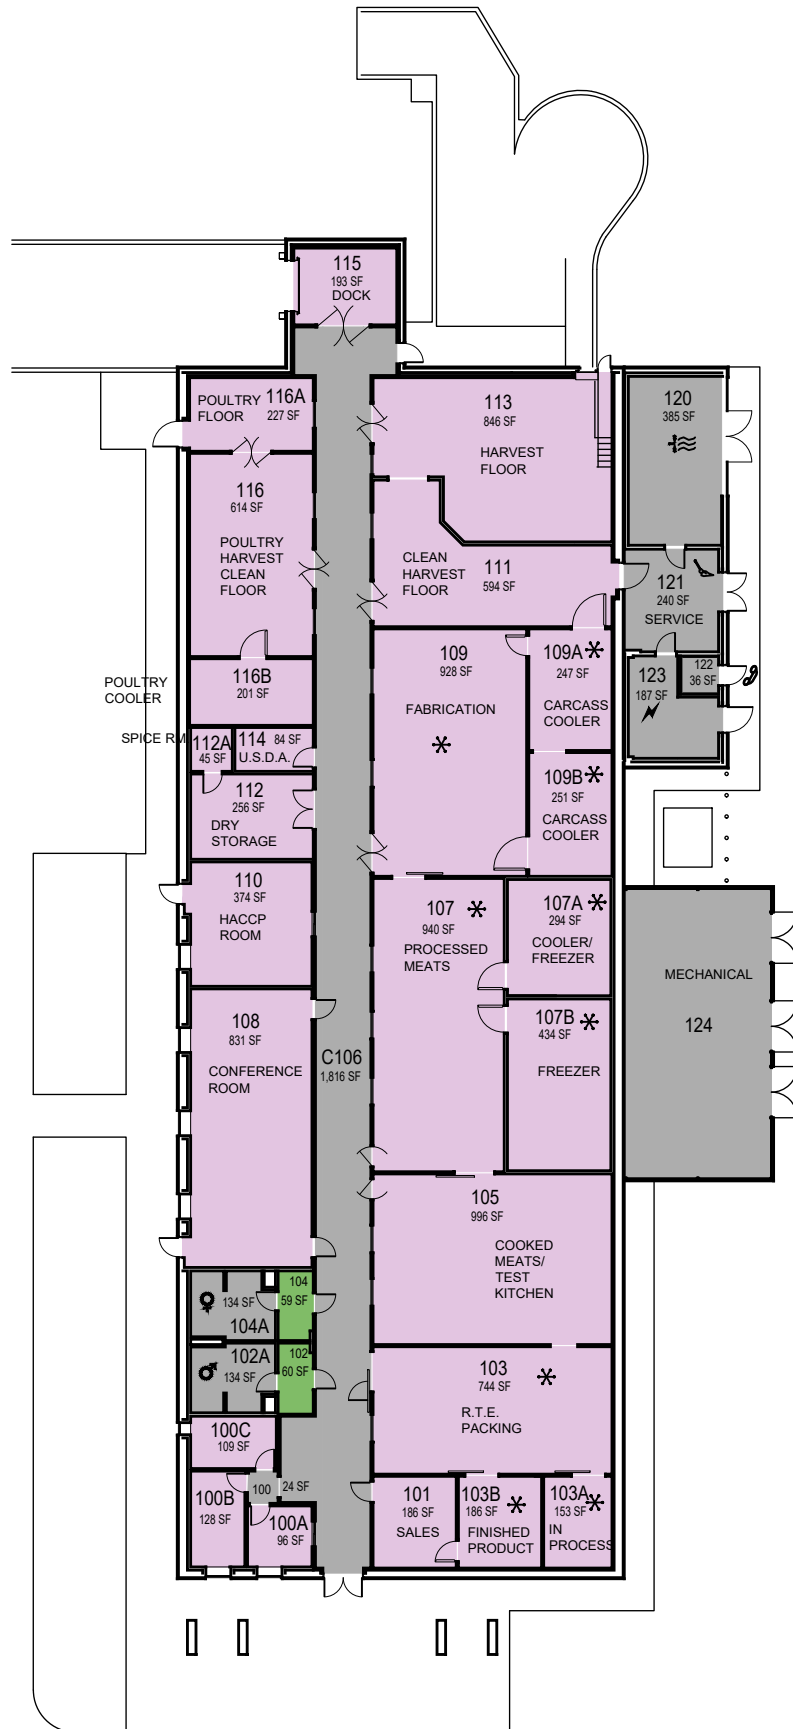 115
193 SF
DOCK
116A
POULTRY
FLOOR
227 SF
113
846 SF
HARVEST
FLOOR
120
385 SF
116
614 SF
POULTRY
HARVEST
CLEAN
FLOOR
CLEAN
HARVEST
FLOOR
111
594 SF
121
240 SF
SERVICE
109
928 SF
FABRICATION
109A
247 SF
CARCASS
COOLER
122
36 SF
123
187 SF
116B
201 SF
POULTRY
COOLER
SPICE RM
112A
45 SF
114 84 SF
U.S.D.A.
109B
251 SF
CARCASS
COOLER
112
256 SF
DRY
STORAGE
110
374 SF
HACCP
ROOM
107
940 SF
PROCESSED
MEATS
107A
294 SF
COOLER/
FREEZER
MECHANICAL
124
108
831 SF
CONFERENCE
ROOM
C106
1,816 SF
107B
434 SF
FREEZER
105
996 SF
COOKED
MEATS/
TEST
KITCHEN
104
59 SF
134 SF
104A
102A
134 SF
102
60 SF
103
744 SF
R.T.E.
PACKING
100C
109 SF
100 24 SF
100B
128 SF
100A
96 SF
101
186 SF
SALES
103B
186 SF
FINISHED
PRODUCT
103A
153 SF
IN
PROCESS